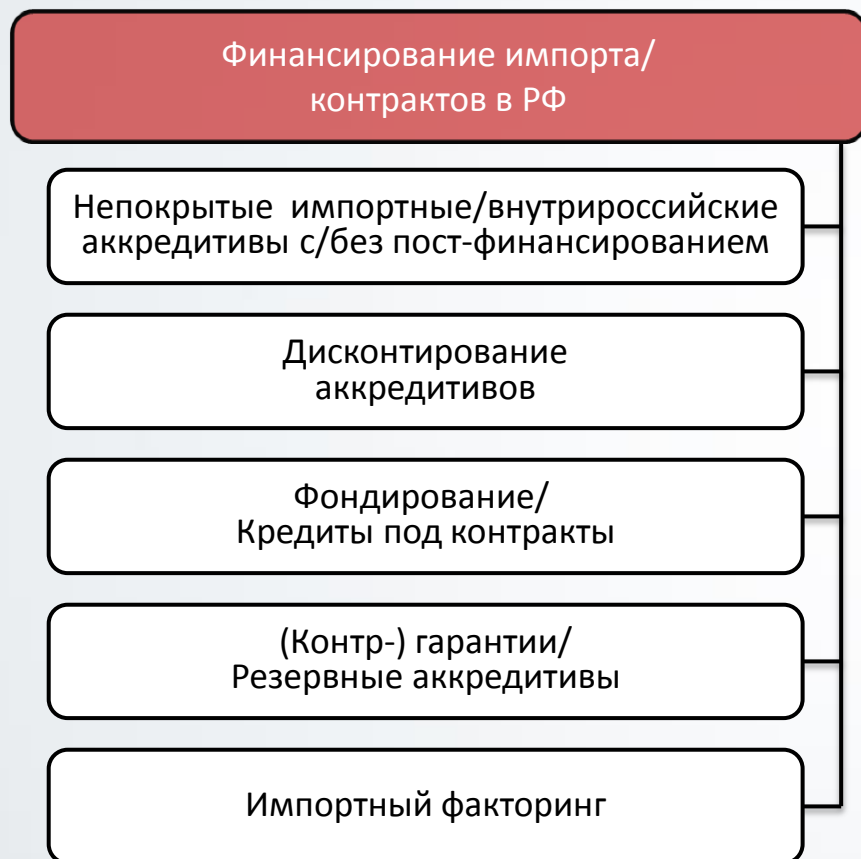 Финансирование импорта/
контрактов в РФ
Непокрытые импортные/внутрироссийские
аккредитивы с/без пост-финансированием
Дисконтирование
аккредитивов
Фондирование/
Кредиты под контракты
(Контр-) гарантии/
Резервные аккредитивы
Импортный факторинг